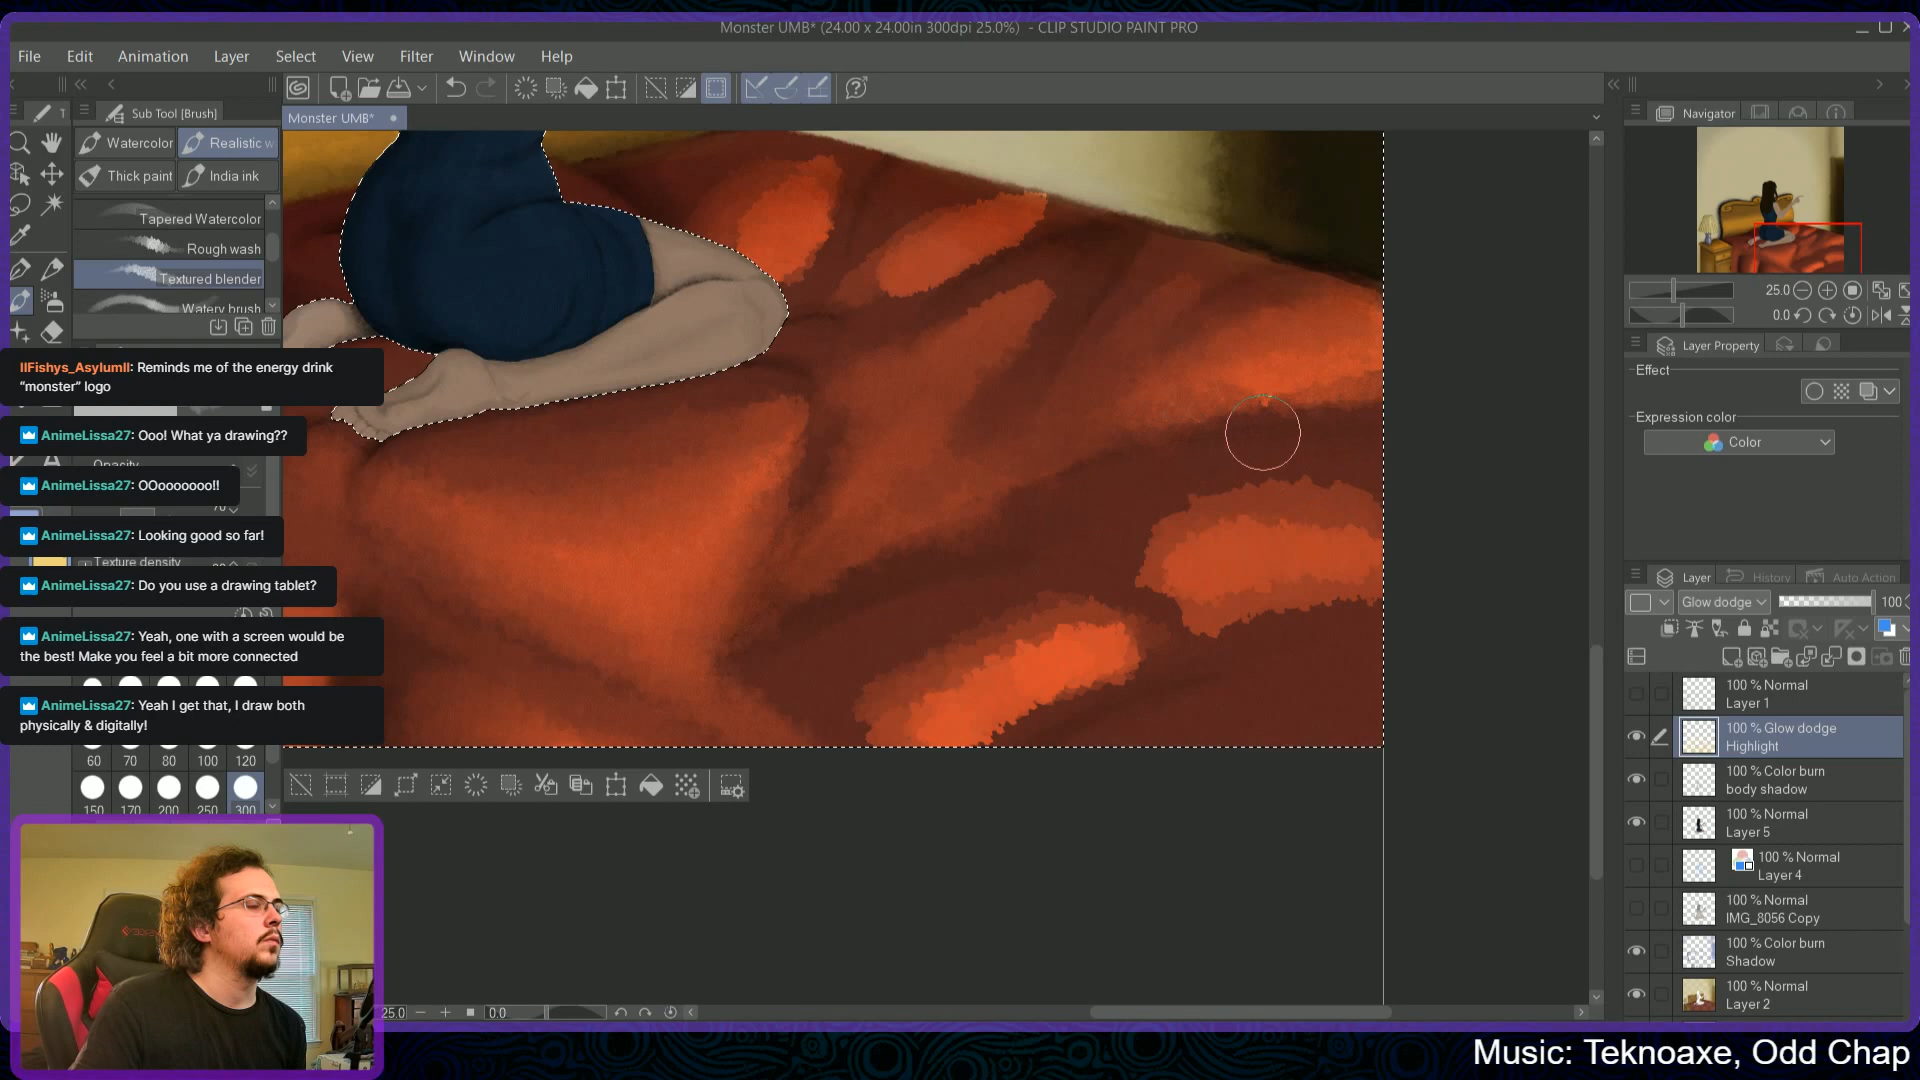 Monster UMB* (24.00 x 24.00in 300dpi 25.0%) - CLIP STUDIO PAINT PRO
File Edit Animation Layer Select View Filter Window Help
Sub Tool [Brush]
Monster UMB*
Navigator
Watercolor
Realistic w
Thick paint
India ink
Tapered Watercolor
Rough wash
Textured blender
Watery brush
25.0
0.0
Layer Property
Effect
Expression color
Color
IIFishys_AsylumII: Reminds me of the energy drink
“monster” logo
AnimeLissa27: Ooo! What ya drawing??
Opacity
AnimeLissa27: OOooooooo!!
AnimeLissa27: Looking good so far!
Texture density
AnimeLissa27: Do you use a drawing tablet?
AnimeLissa27: Yeah, one with a screen would be
the best! Make you feel a bit more connected
AnimeLissa27: Yeah I get that, I draw both
physically & digitally!
60 70 80 100 120
150 170 200 250 300
Layer History Auto Action
Glow dodge 100
100 % Normal
Layer 1
100 % Glow dodge
Highlight
100 % Color burn
body shadow
100 % Normal
Layer 5
100 % Normal
Layer 4
100 % Normal
IMG_8056 Copy
100 % Color burn
Shadow
100 % Normal
Layer 2
25.0 0.0
Music: Teknoaxe, Odd Chap